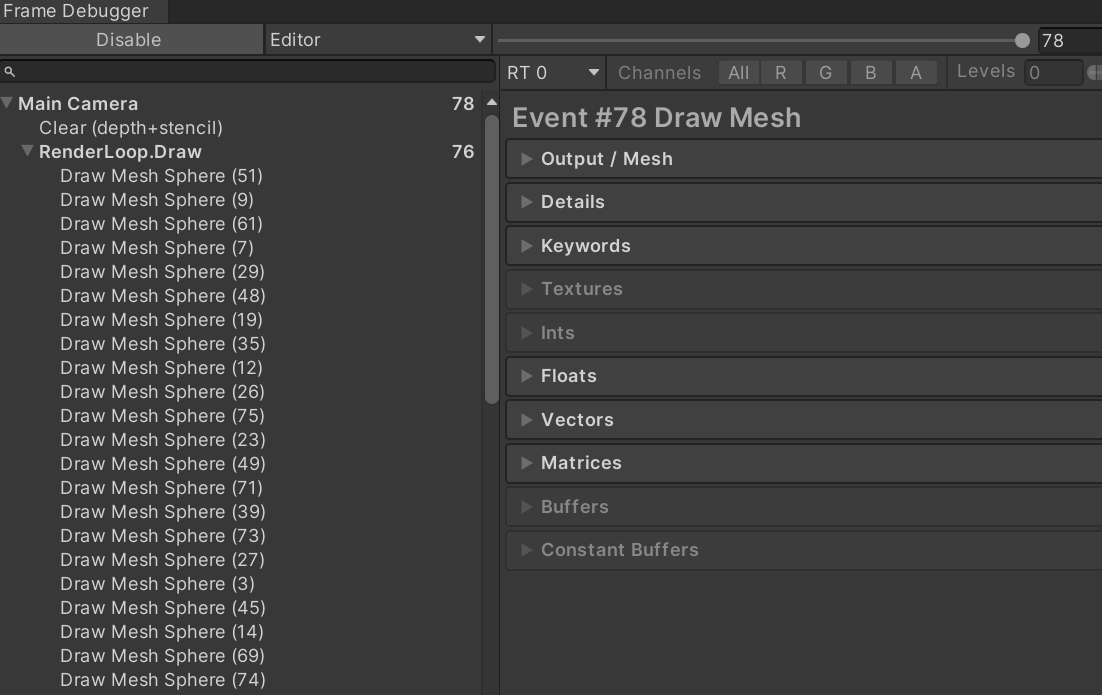 Frame Debugger
Disable Editor 78
RT 0 Channels All R G B A Levels 0
Main Camera 78
Clear (depth+stencil)
RenderLoop.Draw 76
Draw Mesh Sphere (51)
Draw Mesh Sphere (9)
Draw Mesh Sphere (61)
Draw Mesh Sphere (7)
Draw Mesh Sphere (29)
Draw Mesh Sphere (48)
Draw Mesh Sphere (19)
Draw Mesh Sphere (35)
Draw Mesh Sphere (12)
Draw Mesh Sphere (26)
Draw Mesh Sphere (75)
Draw Mesh Sphere (23)
Draw Mesh Sphere (49)
Draw Mesh Sphere (71)
Draw Mesh Sphere (39)
Draw Mesh Sphere (73)
Draw Mesh Sphere (27)
Draw Mesh Sphere (3)
Draw Mesh Sphere (45)
Draw Mesh Sphere (14)
Draw Mesh Sphere (69)
Draw Mesh Sphere (74)
Event #78 Draw Mesh
Output / Mesh
Details
Keywords
Textures
Ints
Floats
Vectors
Matrices
Buffers
Constant Buffers